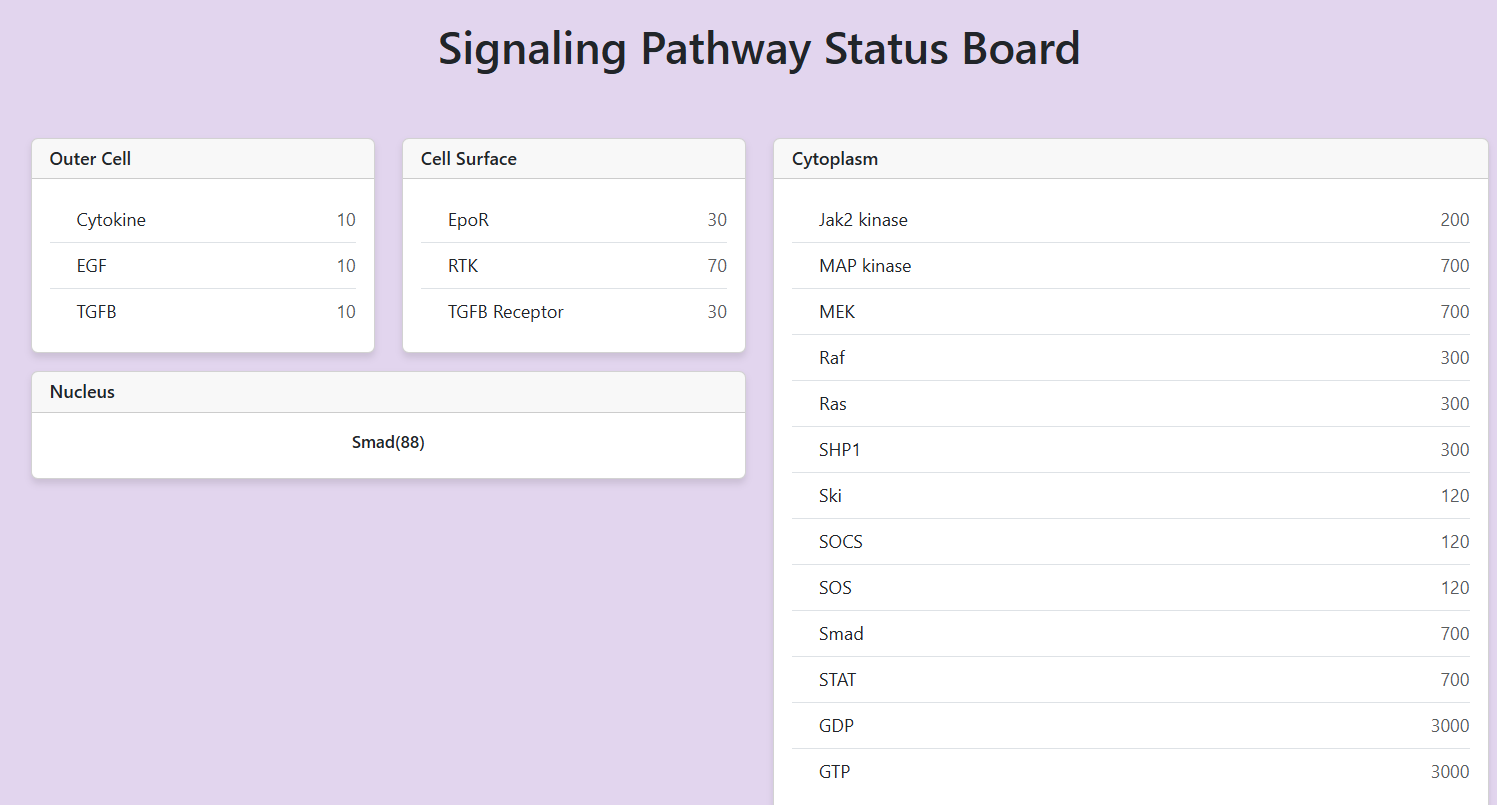 Signaling Pathway Status Board
Outer Cell
Cytokine 10
EGF 10
TGFB 10
Cell Surface
EpoR 30
RTK 70
TGFB Receptor 30
Nucleus
Smad(88)
Cytoplasm
Jak2 kinase 200
MAP kinase 700
MEK 700
Raf 300
Ras 300
SHP1 300
Ski 120
SOCS 120
SOS 120
Smad 700
STAT 700
GDP 3000
GTP 3000